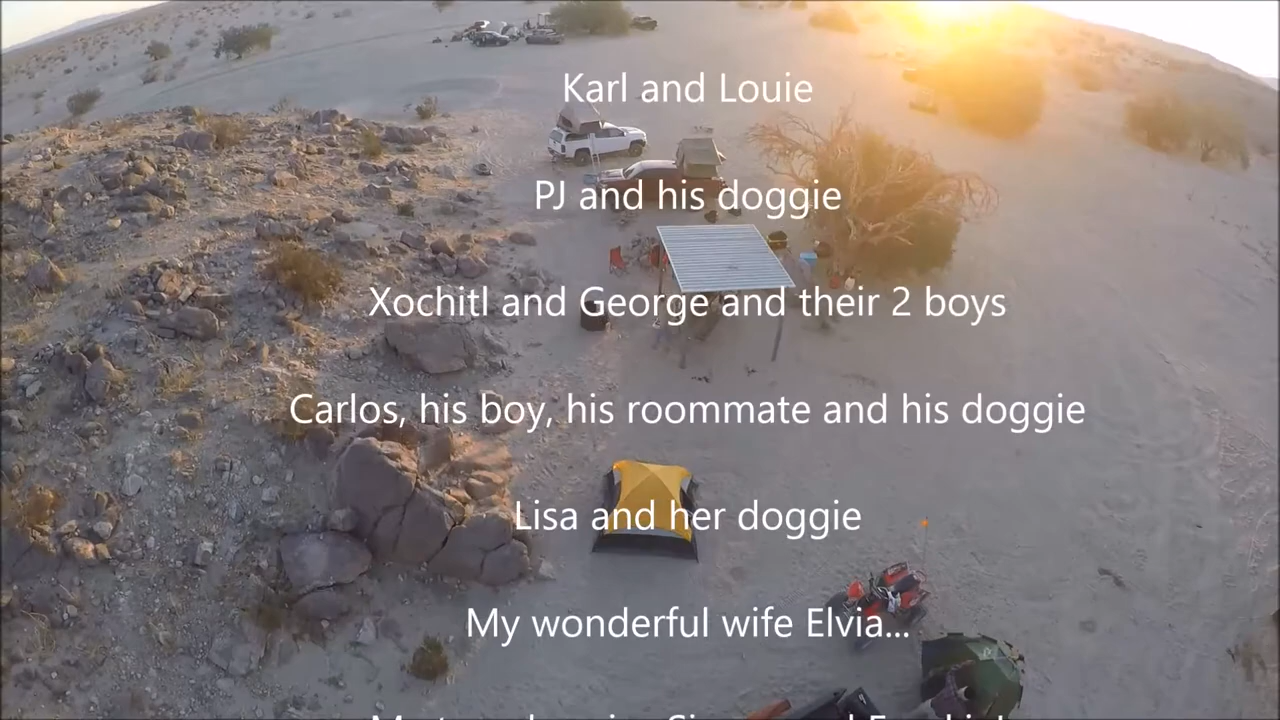 Karl and Louie
PJ and his doggie
Xochitl and George and their 2 boys
Carlos, his boy, his roommate and his doggie
Lisa and her doggie
My wonderful wife Elvia...